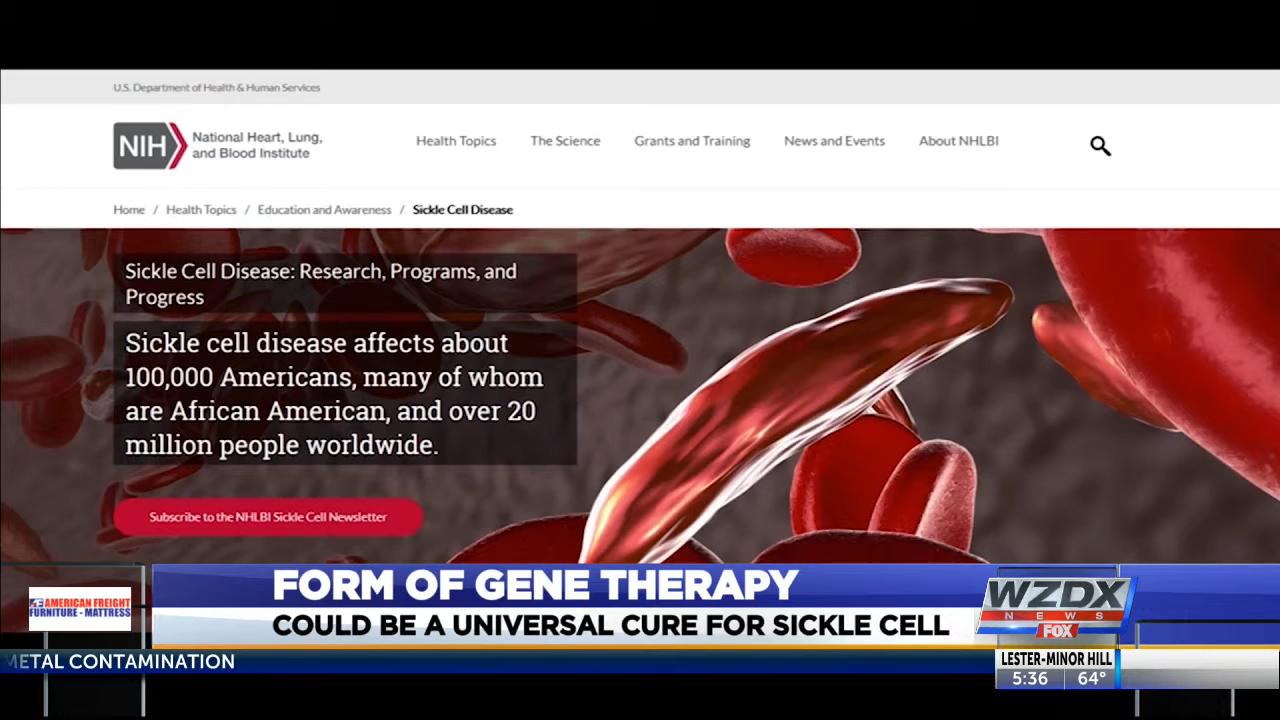 U.S. Department of Health & Human Services
NIH
National Heart, Lung,
and Blood Institute
Health Topics
The Science
Grants and Training
News and Events
About NHLBI
Home / Health Topics / Education and Awareness / Sickle Cell Disease
Sickle Cell Disease: Research, Programs, and
Progress
Sickle cell disease affects about
100,000 Americans, many of whom
are African American, and over 20
million people worldwide.
Subscribe to the NHLBI Sickle Cell Newsletter
FORM OF GENE THERAPY
COULD BE A UNIVERSAL CURE FOR SICKLE CELL
AMERICAN FREIGHT
FURNITURE - MATTRESS
WZDX
NEWS
FOX
METAL CONTAMINATION
LESTER-MINOR HILL
5:36 64°